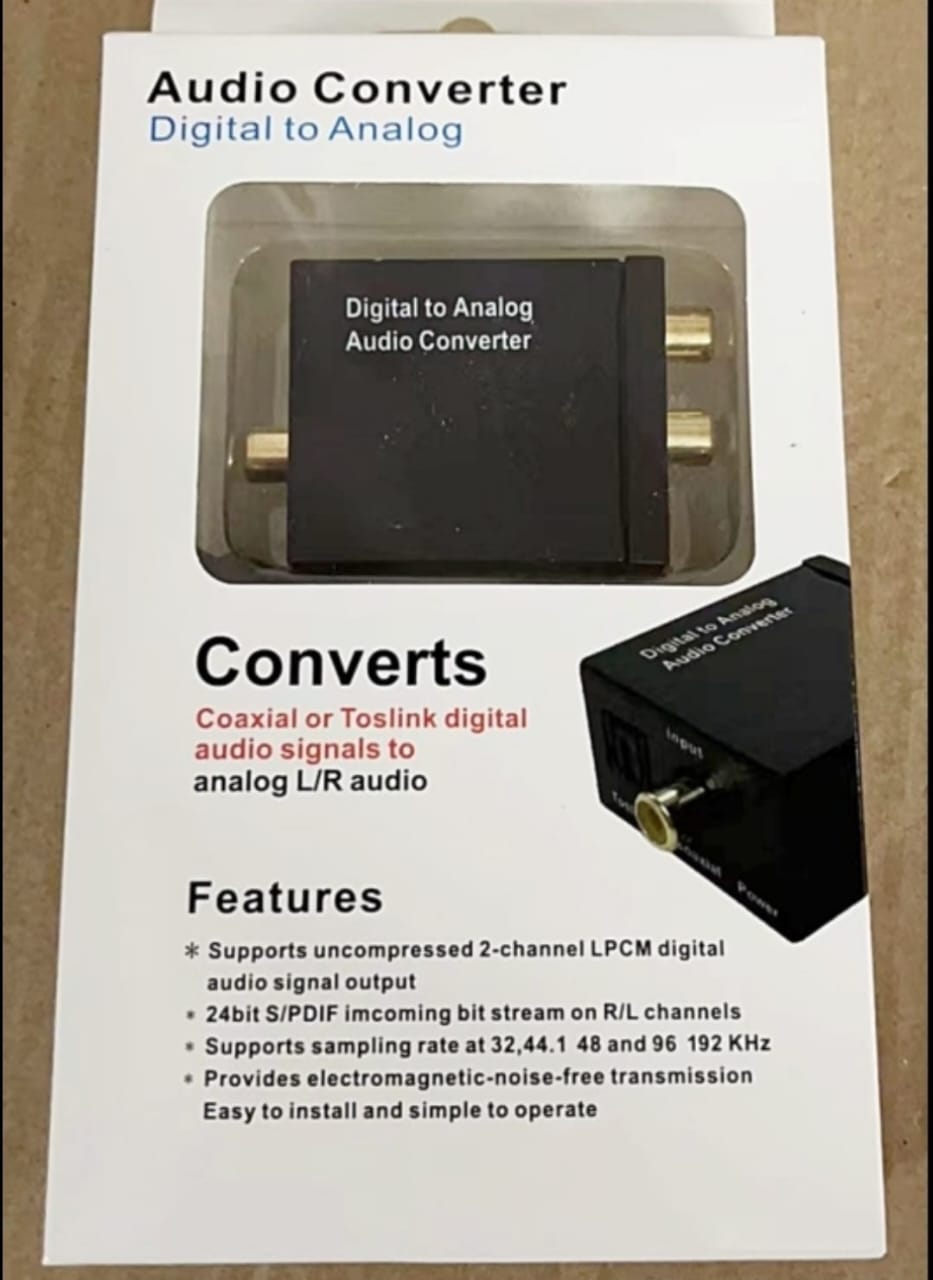 Audio Converter
Digital to Analog
Digital to Analog
Audio Converter
Converts
Coaxial or Toslink digital
audio signals to
analog L/R audio
Digital to Analog
Audio Converter
Input
Power
Features
* Supports uncompressed 2-channel LPCM digital
audio signal output
* 24bit S/PDIF imcoming bit stream on R/L channels
* Supports sampling rate at 32,44.1 48 and 96 192 KHz
* Provides electromagnetic-noise-free transmission
Easy to install and simple to operate